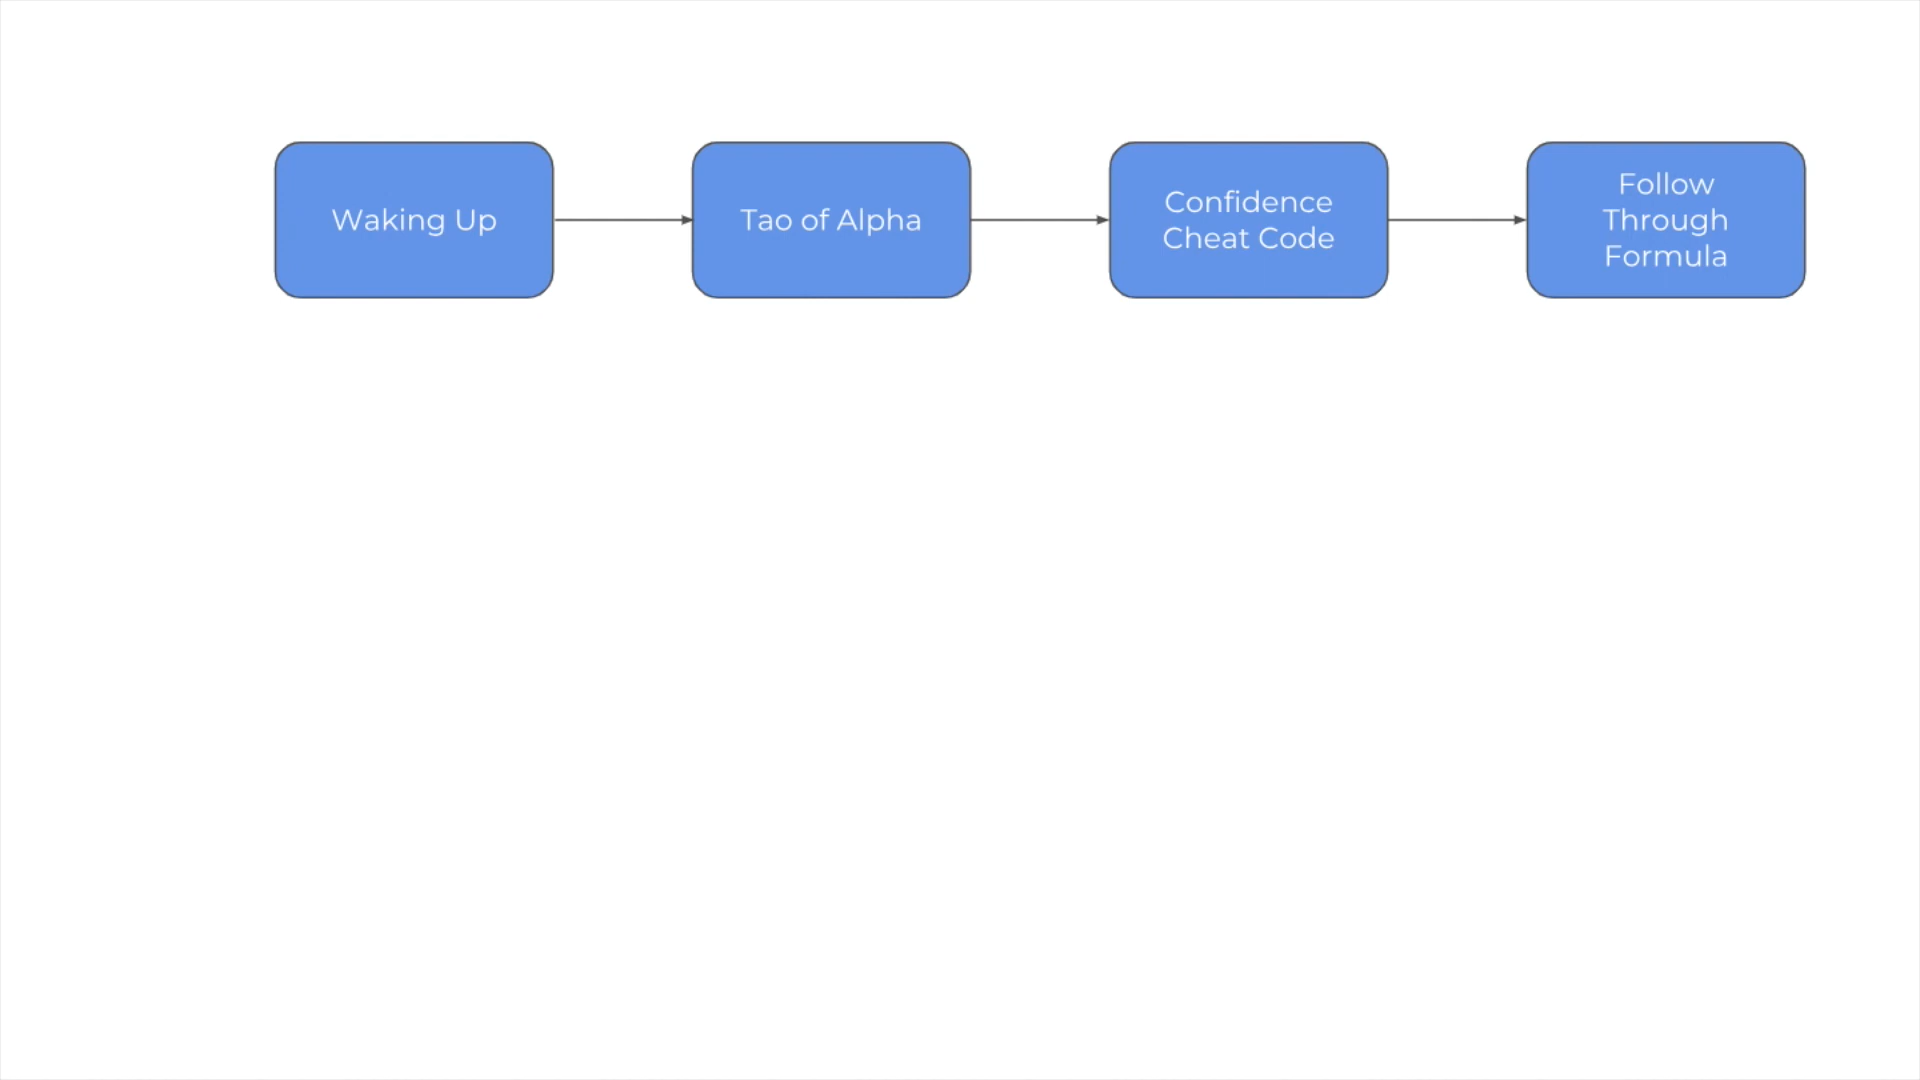 Waking Up
Tao of Alpha
Confidence
Cheat Code
Follow
Through
Formula